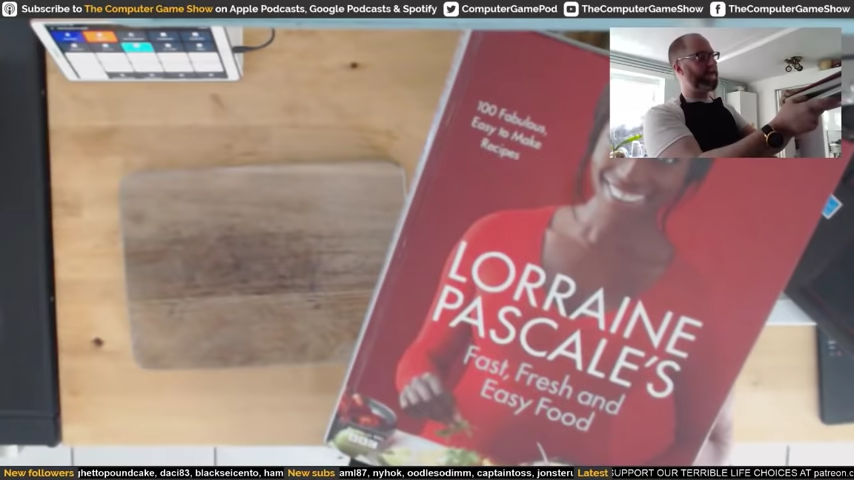 Subscribe to The Computer Game Show on Apple Podcasts, Google Podcasts & Spotify ComputerGamePod TheComputerGameShow TheComputerGameShow
100 Fabulous,
Easy to Make
Recipes
LORRAINE
PASCALE'S
Fast, Fresh and
Easy Food
New followers ghettopoundcake, daci83, blackseicento, ham New subs aml87, nyhok, oodlesodimm, captaintoss, jonster Latest SUPPORT OUR TERRIBLE LIFE CHOICES AT patreon.c